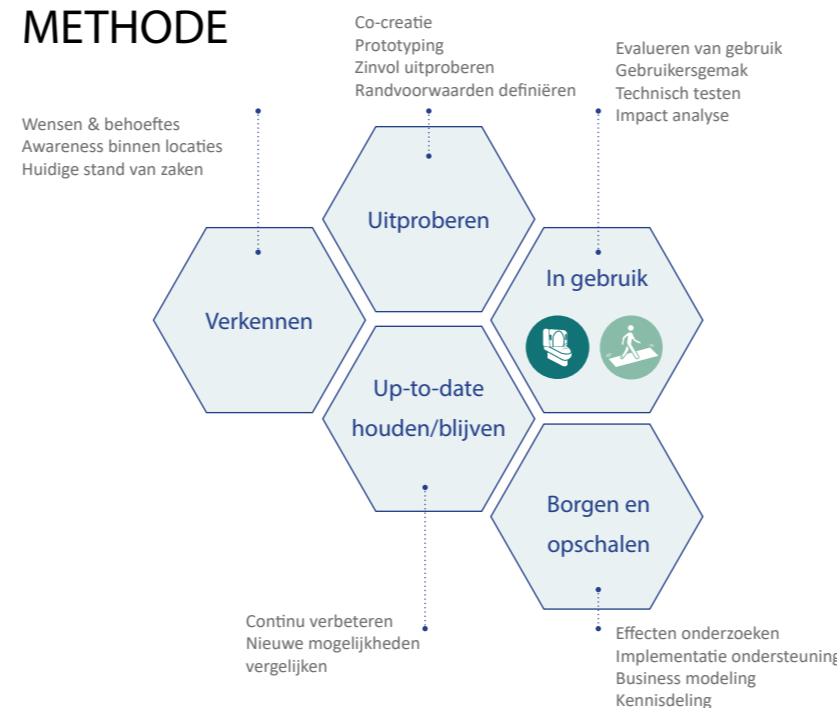 METHODE
Wensen & behoeftes
Awareness binnen locaties
Huidige stand van zaken
Co-creatie
Prototyping
Zinvol uitproberen
Randvoorwaarden definiëren
Evalueren van gebruik
Gebruikersgemak
Technisch testen
Impact analyse
Verkennen
Uitproberen
In gebruik
Up-to-date
houden/blijven
Borgen en
opschalen
Continu verbeteren
Nieuwe mogelijkheden
vergelijken
Effecten onderzoeken
Implementatie ondersteuning
Business modeling
Kennisdeling